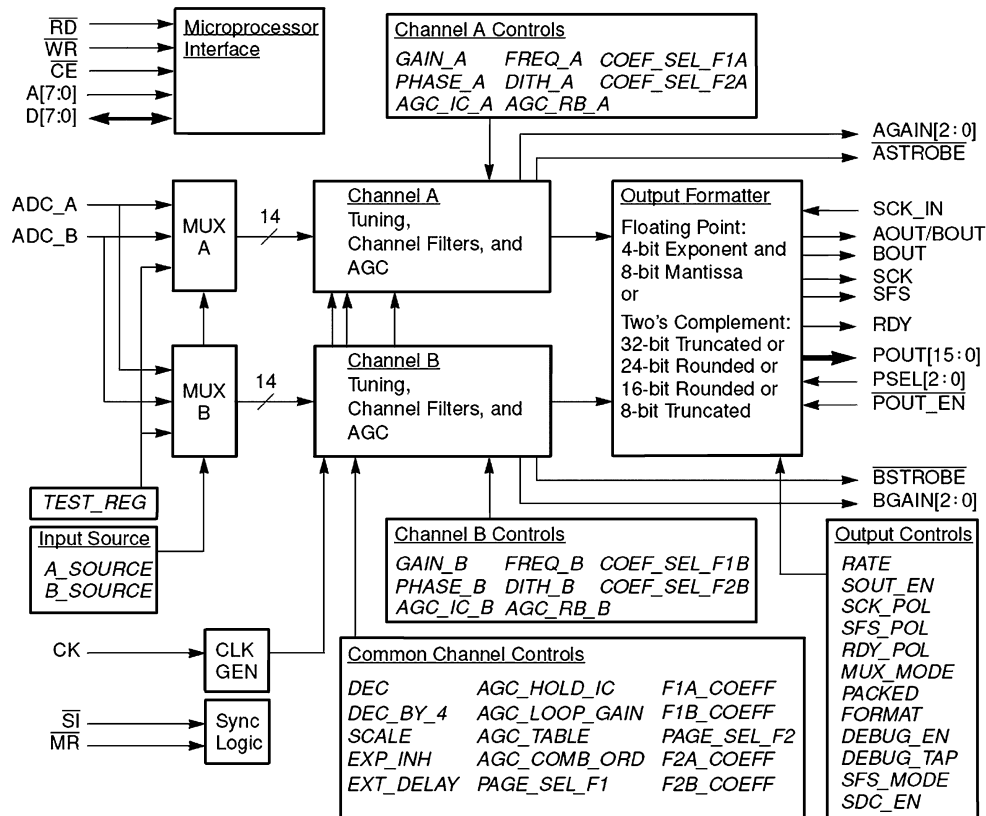 RD
WR
CE
A[7:0]
D[7:0]
Microprocessor
Interface
Channel A Controls
GAIN_A FREQ_A COEF_SEL_F1A
PHASE_A DITH_A COEF_SEL_F2A
AGC_IC_A AGC_RB_A
AGAIN[2:0]
ASTROBE
ADC_A
ADC_B
MUX
A
14
Channel A
Tuning,
Channel Filters, and
AGC
Output Formatter
Floating Point:
4-bit Exponent and
8-bit Mantissa
or
Two's Complement:
32-bit Truncated or
24-bit Rounded or
16-bit Rounded or
8-bit Truncated
SCK_IN
AOUT/BOUT
BOUT
SCK
SFS
RDY
POUT[15:0]
PSEL[2:0]
POUT_EN
MUX
B
14
Channel B
Tuning,
Channel Filters, and
AGC
BSTROBE
BGAIN[2:0]
TEST_REG
Input Source
A_SOURCE
B_SOURCE
Channel B Controls
GAIN_B FREQ_B COEF_SEL_F1B
PHASE_B DITH_B COEF_SEL_F2B
AGC_IC_B AGC_RB_B
Output Controls
RATE
SOUT_EN
SCK_POL
SFS_POL
RDY_POL
MUX_MODE
PACKED
FORMAT
DEBUG_EN
DEBUG_TAP
SFS_MODE
SDC_EN
CK
CLK
GEN
SI
MR
Sync
Logic
Common Channel Controls
DEC AGC_HOLD_IC F1A_COEFF
DEC_BY_4 AGC_LOOP_GAIN F1B_COEFF
SCALE AGC_TABLE PAGE_SEL_F2
EXP_INH AGC_COMB_ORD F2A_COEFF
EXT_DELAY PAGE_SEL_F1 F2B_COEFF